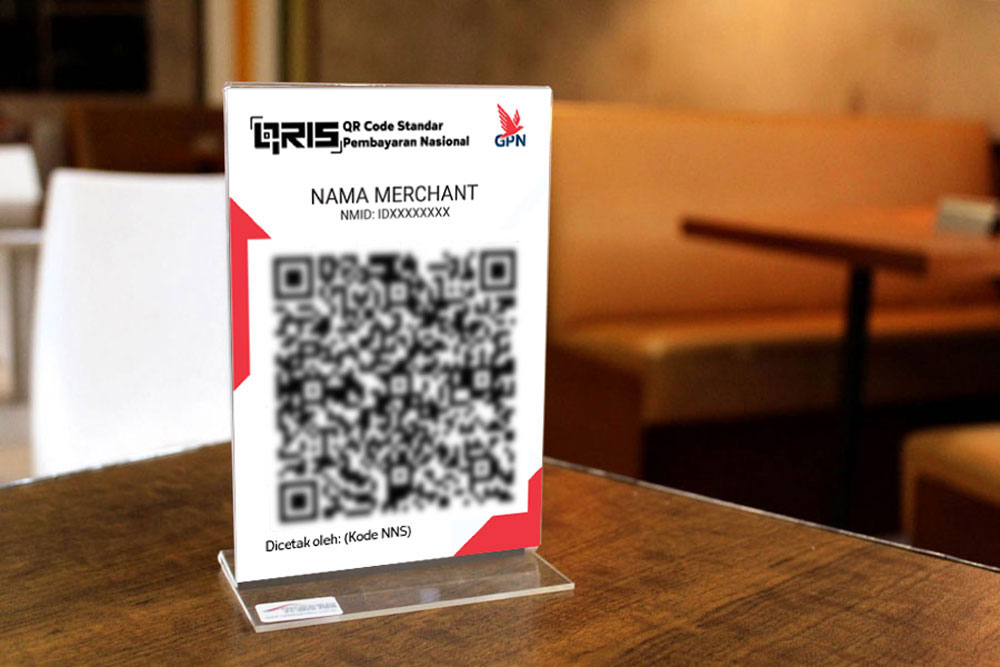 QRIS QR Code Standar
Pembayaran Nasional
GPN
NAMA MERCHANT
NMID: IDXXXXXXXX
Dicetak oleh: (Kode NNS)